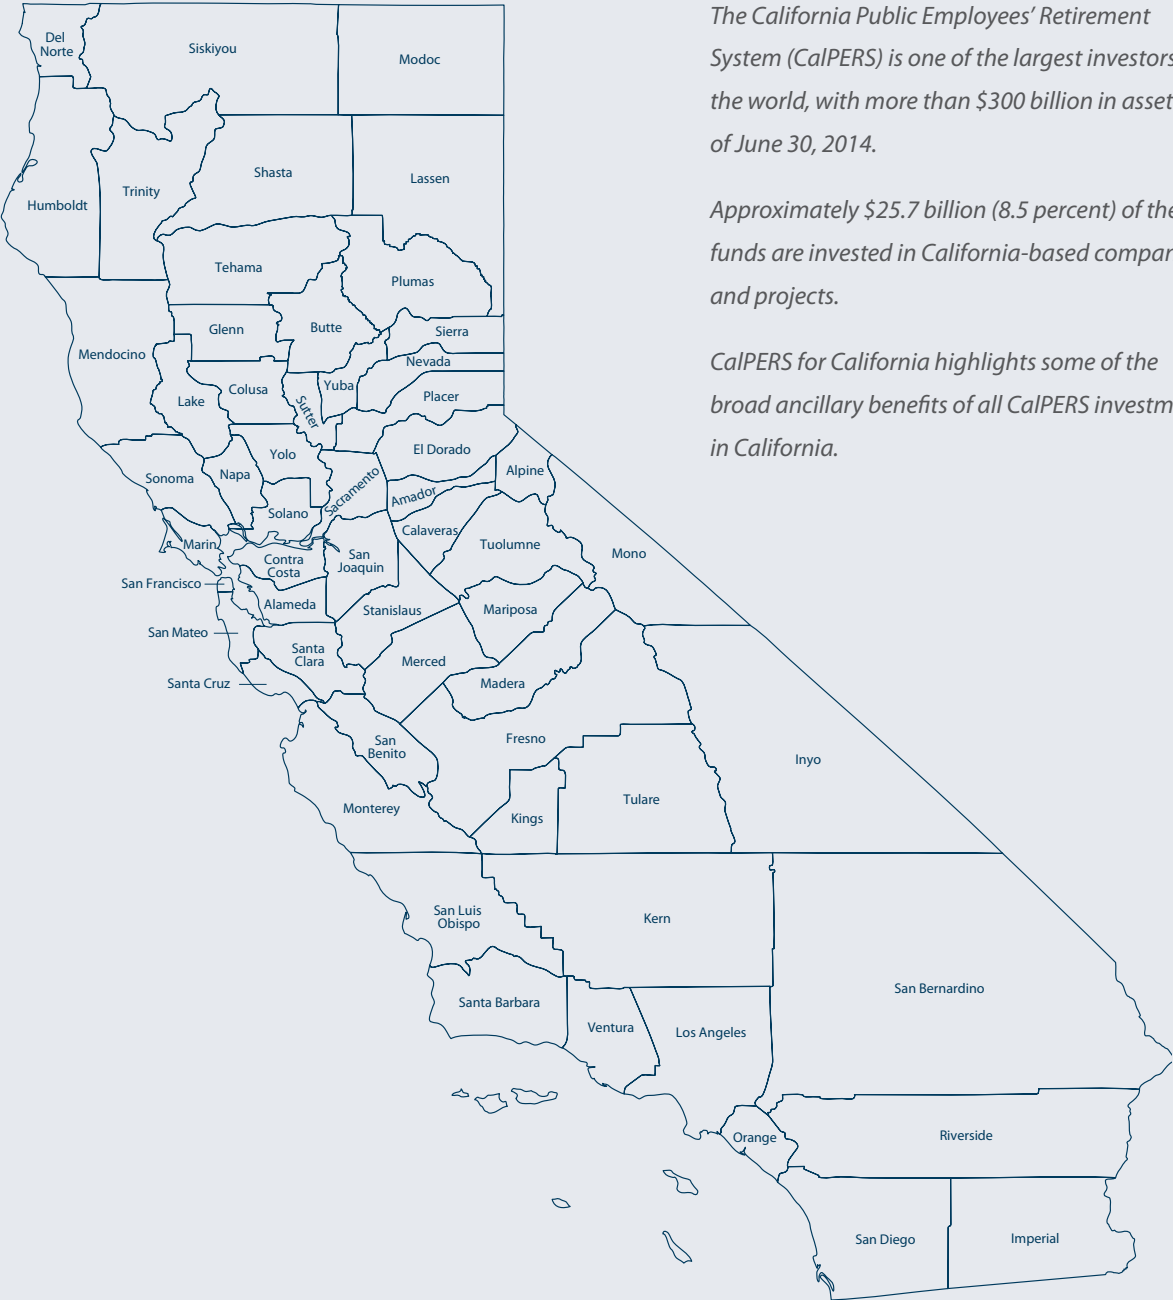 The California Public Employees’ Retirement
System (CalPERS) is one of the largest investors
the world, with more than $300 billion in asset
of June 30, 2014.
Approximately $25.7 billion (8.5 percent) of the
funds are invested in California-based compan
and projects.
CalPERS for California highlights some of the
broad ancillary benefits of all CalPERS investm
in California.
Del
Norte
Siskiyou
Modoc
Humboldt
Trinity
Shasta
Lassen
Tehama
Plumas
Mendocino
Glenn
Butte
Sierra
Nevada
Lake
Colusa
Sutter
Yuba
Placer
Sonoma
Napa
Yolo
El Dorado
Alpine
Solano
Sacramento
Amador
Calaveras
Marin
Contra
Costa
San
Joaquin
Tuolumne
Mono
San Francisco
Alameda
Stanislaus
Mariposa
San Mateo
Santa
Clara
Merced
Santa Cruz
Madera
San
Benito
Fresno
Inyo
Monterey
Kings
Tulare
San Luis
Obispo
Kern
San Bernardino
Santa Barbara
Ventura
Los Angeles
Orange
Riverside
San Diego
Imperial